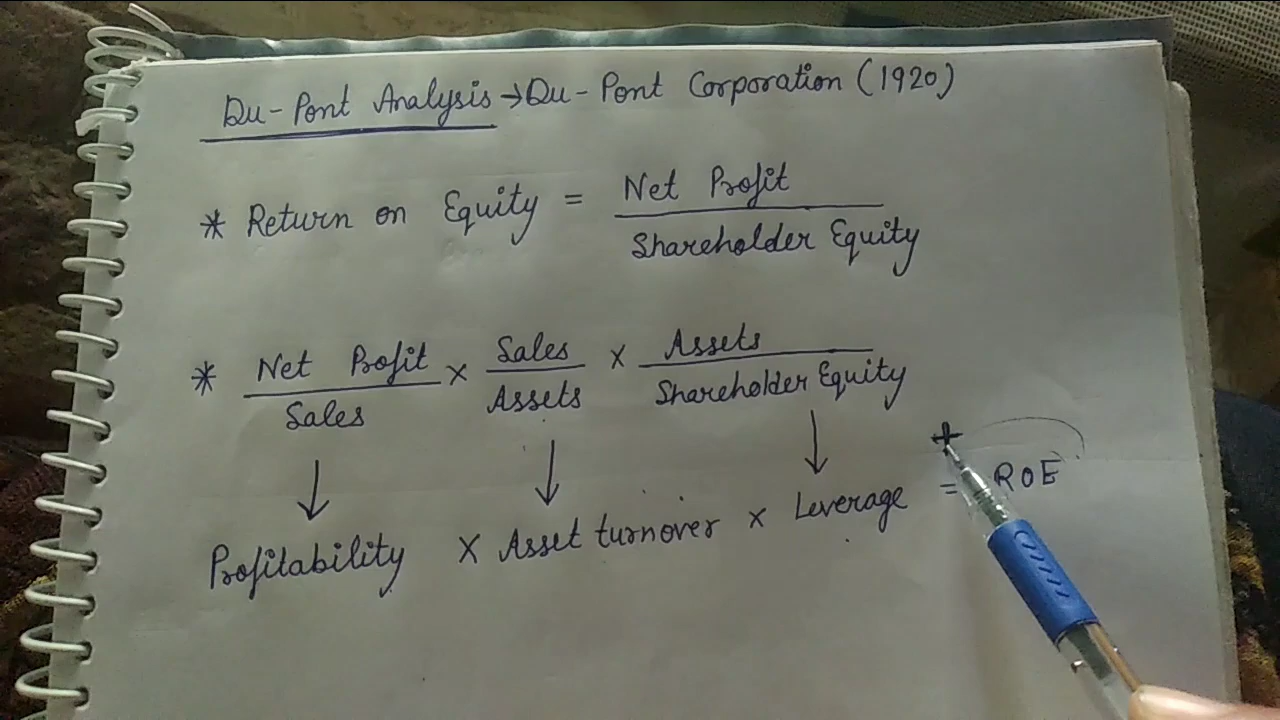 Du-Pont Analysis → Du-Pont Corporation (1920)
* Return on Equity = Net Profit / Shareholder Equity
* Net Profit / Sales × Sales / Assets × Assets / Shareholder Equity
↓ ↓ ↓
Profitability × Asset turnover × Leverage = ROE
+